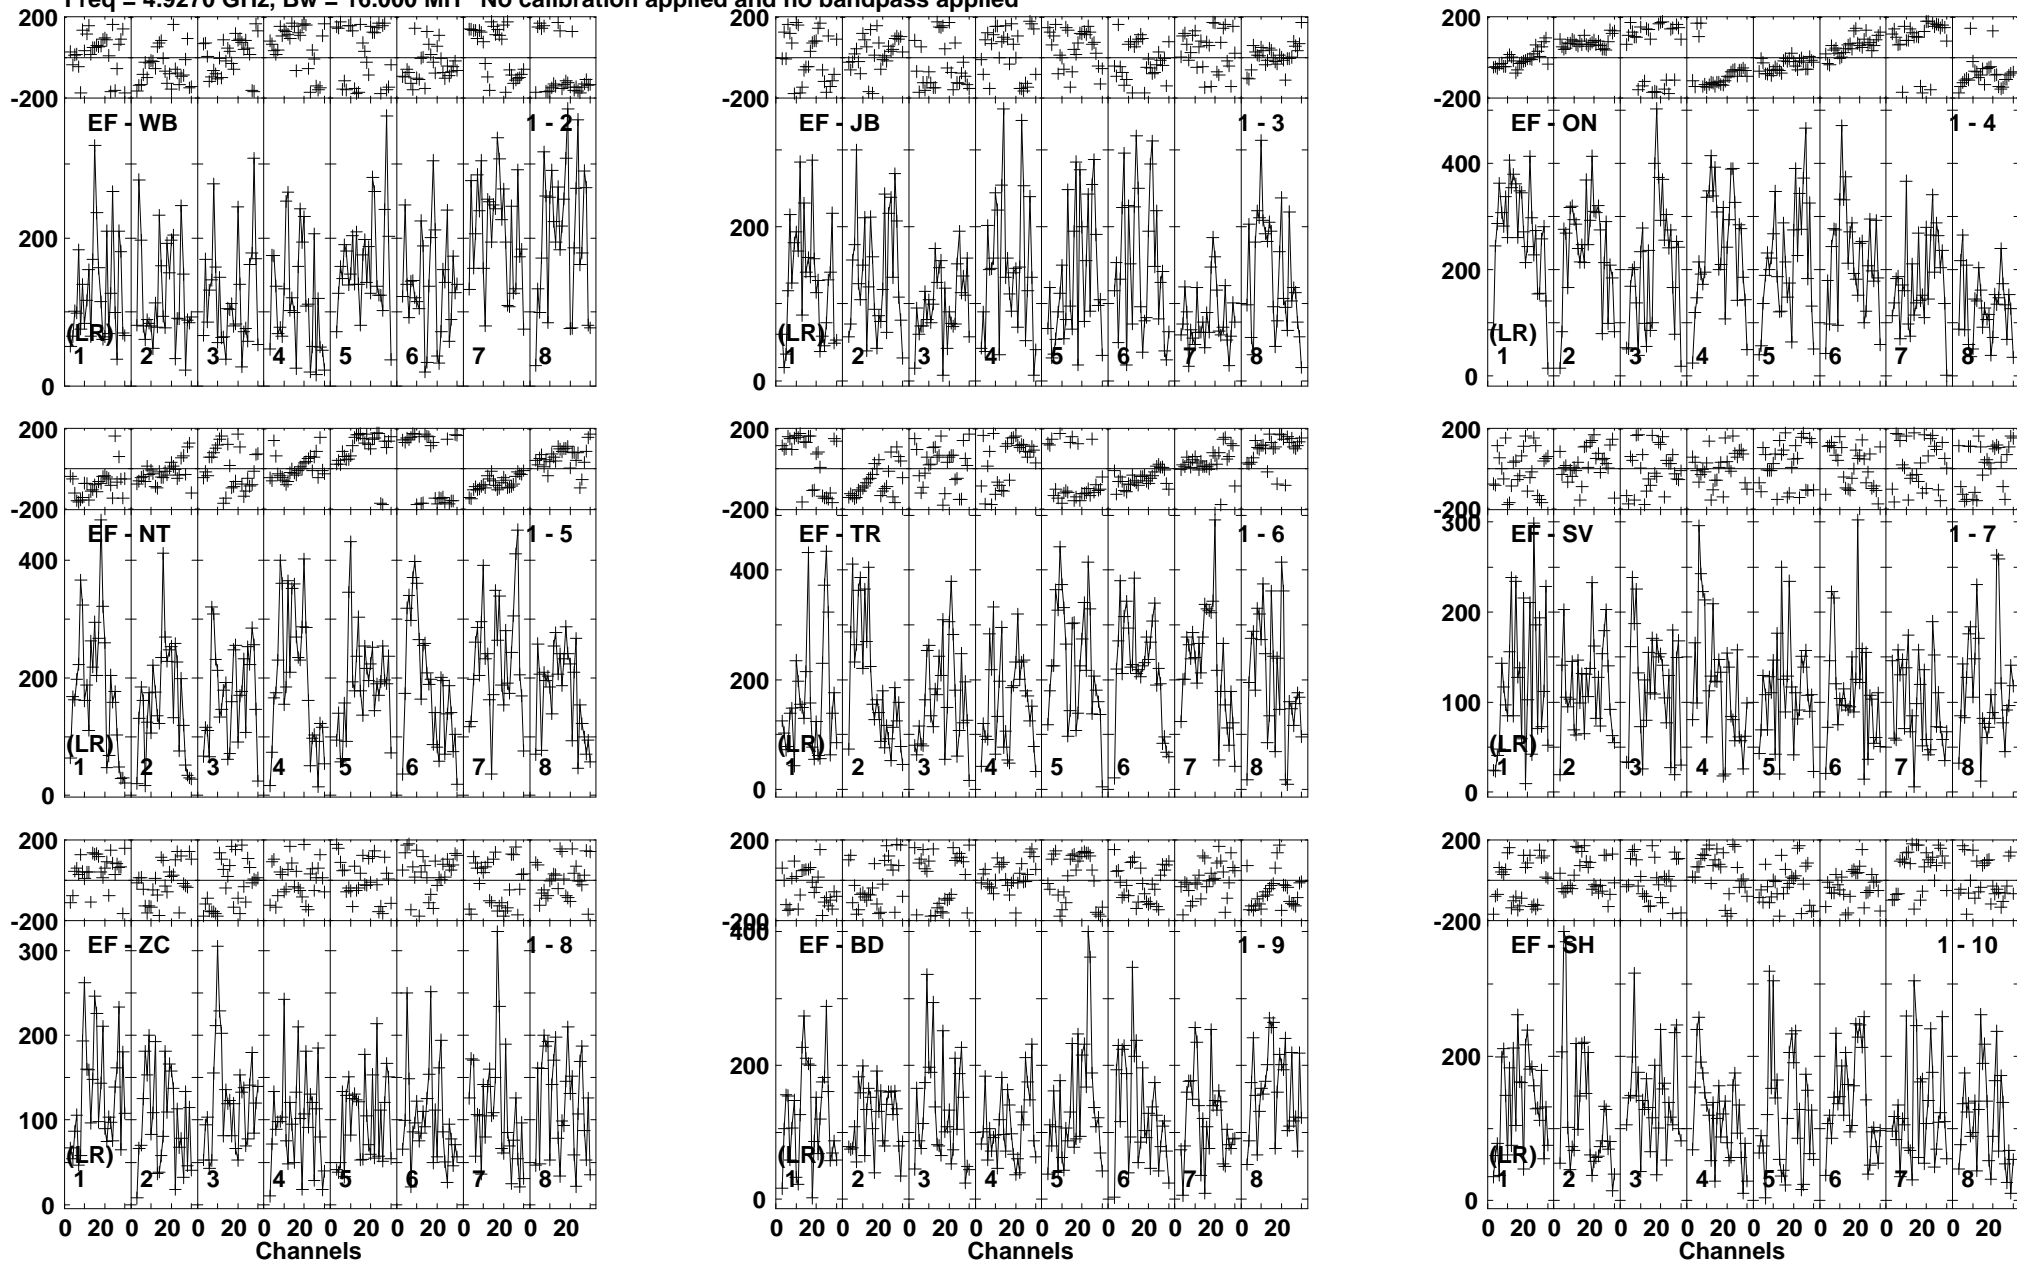 Freq = 4.9270 GHz, Bw = 16.000 MH No calibration applied and no bandpass applied
200 200 200
-200 -200 -200
EF - WB 1 - 2 EF - JB 1 - 3 EF - ON 1 - 4
400
200 200 200
(LR) (LR) (LR)
1 2 3 4 5 6 7 8 1 2 3 4 5 6 7 8 1 2 3 4 5 6 7 8
0 0 0
200 200 200
-200 -200 -200
EF - NT 1 - 5 EF - TR 1 - 6 EF - SV 1 - 7
300
400 400
200 200 200
100
(LR) (LR) (LR)
1 2 3 4 5 6 7 8 1 2 3 4 5 6 7 8 1 2 3 4 5 6 7 8
0 0 0
200 200 200
-200 -200 -200
400
EF - ZC 1 - 8 EF - BD 1 - 9 EF - SH 1 - 10
300
200 200 200
100
(LR) (LR) (LR)
1 2 3 4 5 6 7 8 1 2 3 4 5 6 7 8 1 2 3 4 5 6 7 8
0 0 0
0 20 0 20 0 20 0 20 0 20 0 20 0 20 0 20 0 20 0 20 0 20 0 20 0 20 0 20 0 20 0 20 0 20 0 20 0 20 0 20 0 20 0 20 0 20 0 20
Channels Channels Channels